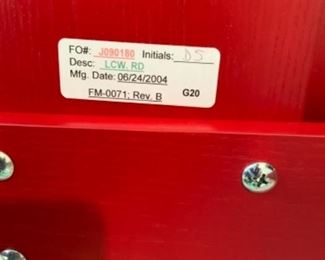 FO#: J090180 Initials: DS
Desc: LCW. RD
Mfg. Date: 06/24/2004
FM-0071; Rev. B G20